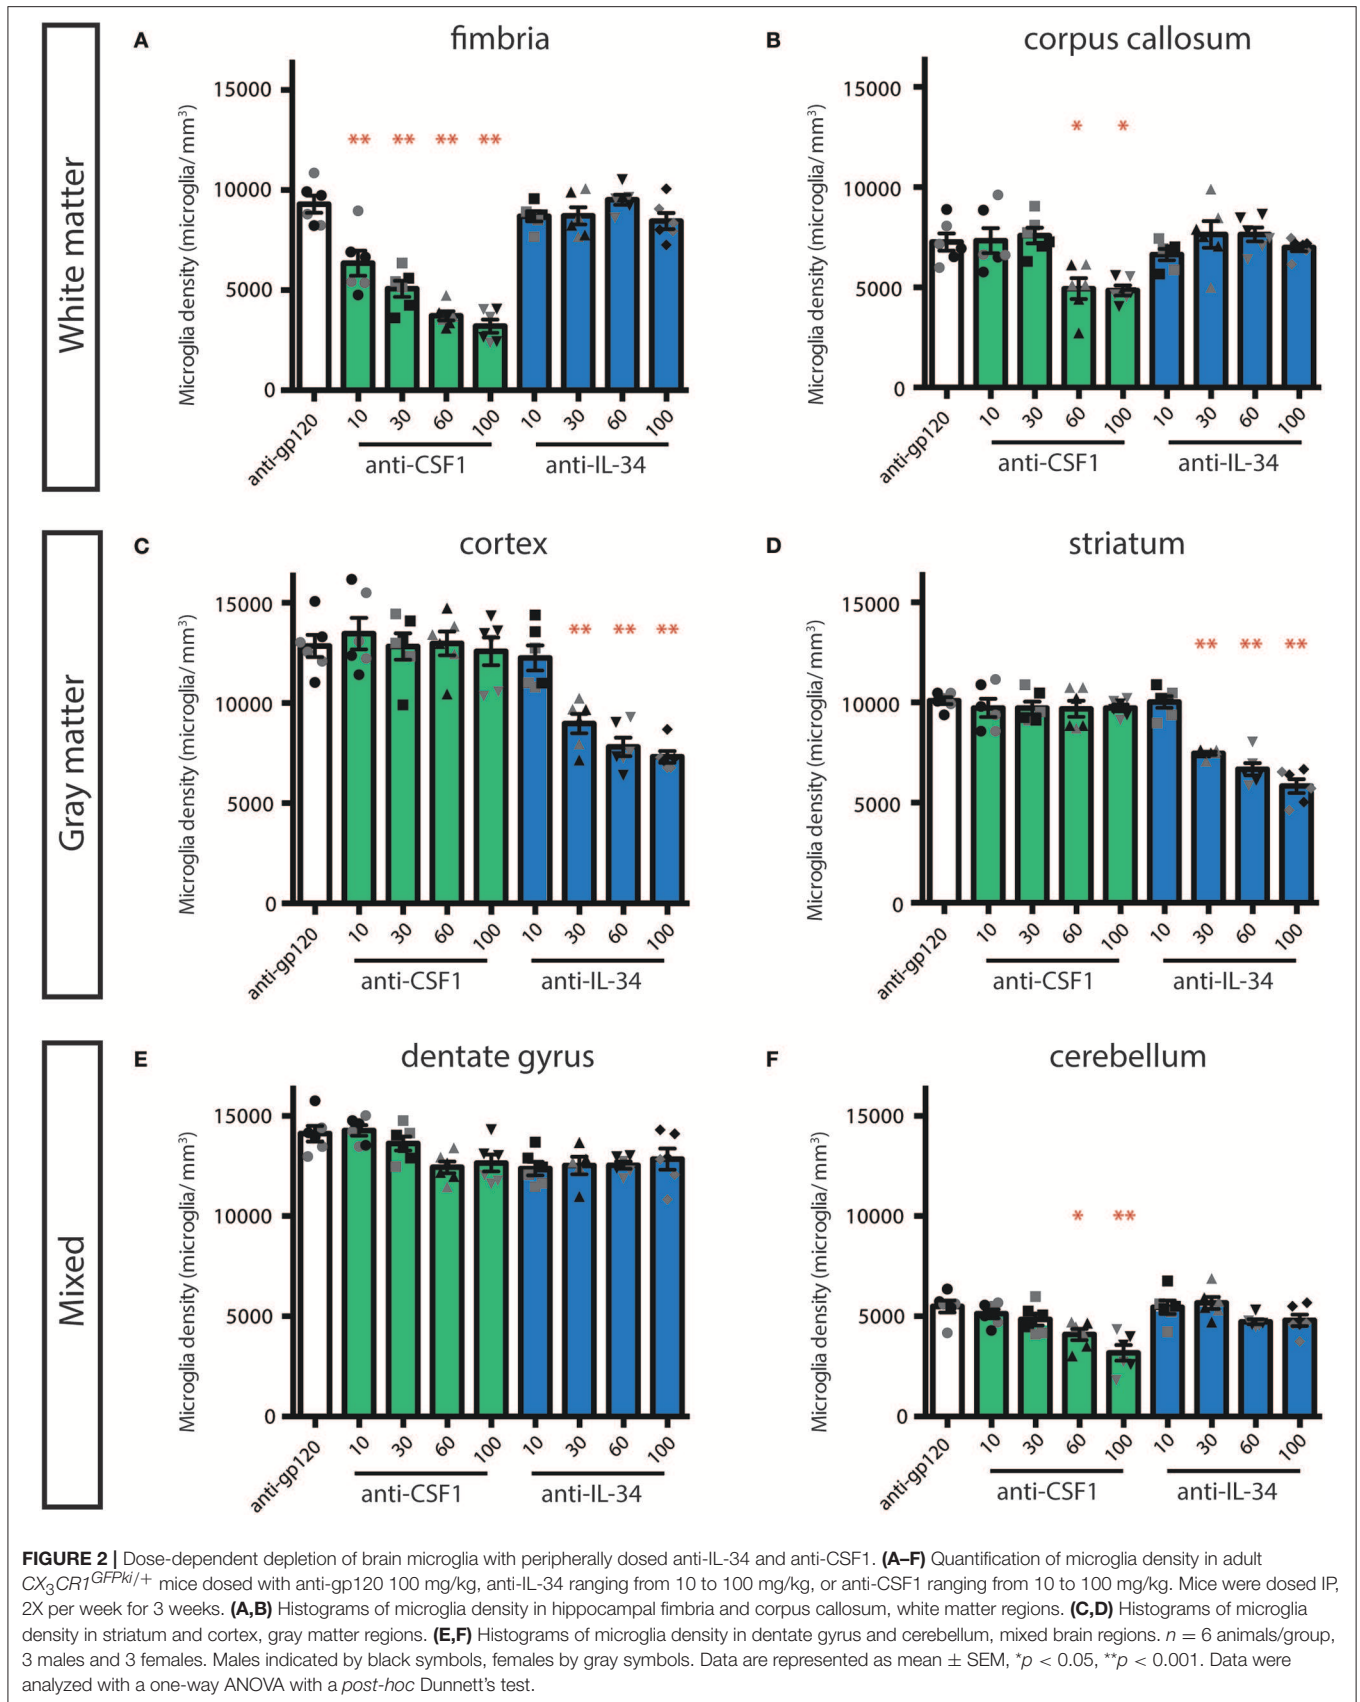 White matter
A
fimbria
Microglia density (microglia/ mm³)
15000
10000
5000
0
** ** ** **
anti-gp120 10 30 60 100 10 30 60 100
anti-CSF1 anti-IL-34
B
corpus callosum
Microglia density (microglia/ mm³)
15000
10000
5000
0
* *
anti-gp120 10 30 60 100 10 30 60 100
anti-CSF1 anti-IL-34
Gray matter
C
cortex
Microglia density (microglia/ mm³)
15000
10000
5000
0
** ** **
anti-gp120 10 30 60 100 10 30 60 100
anti-CSF1 anti-IL-34
D
striatum
Microglia density (microglia/ mm³)
15000
10000
5000
0
** ** **
anti-gp120 10 30 60 100 10 30 60 100
anti-CSF1 anti-IL-34
Mixed
E
dentate gyrus
Microglia density (microglia/ mm³)
15000
10000
5000
0
anti-gp120 10 30 60 100 10 30 60 100
anti-CSF1 anti-IL-34
F
cerebellum
Microglia density (microglia/ mm³)
15000
10000
5000
0
* **
anti-gp120 10 30 60 100 10 30 60 100
anti-CSF1 anti-IL-34
FIGURE 2 | Dose-dependent depletion of brain microglia with peripherally dosed anti-IL-34 and anti-CSF1. (A–F) Quantification of microglia density in adult
CX₃CR1^GFPki/+ mice dosed with anti-gp120 100 mg/kg, anti-IL-34 ranging from 10 to 100 mg/kg, or anti-CSF1 ranging from 10 to 100 mg/kg. Mice were dosed IP,
2X per week for 3 weeks. (A,B) Histograms of microglia density in hippocampal fimbria and corpus callosum, white matter regions. (C,D) Histograms of microglia
density in striatum and cortex, gray matter regions. (E,F) Histograms of microglia density in dentate gyrus and cerebellum, mixed brain regions. n = 6 animals/group,
3 males and 3 females. Males indicated by black symbols, females by gray symbols. Data are represented as mean ± SEM, *p < 0.05, **p < 0.001. Data were
analyzed with a one-way ANOVA with a post-hoc Dunnett's test.